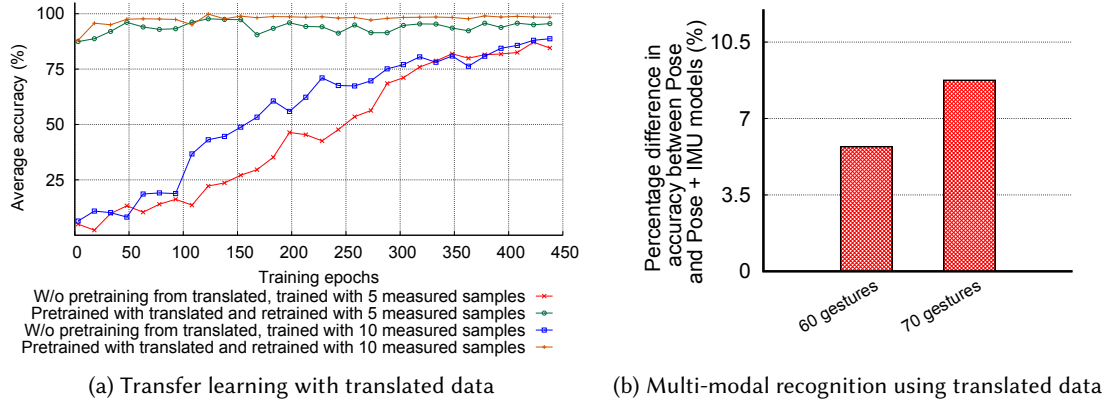 Average accuracy (%)
100
75
50
25
0 50 100 150 200 250 300 350 400 450
Training epochs
W/o pretraining from translated, trained with 5 measured samples
Pretrained with translated and retrained with 5 measured samples
W/o pretraining from translated, trained with 10 measured samples
Pretrained with translated and retrained with 10 measured samples
(a) Transfer learning with translated data
Percentage difference in
accuracy between Pose
and Pose + IMU models (%)
10.5
7
3.5
0
60 gestures
70 gestures
(b) Multi-modal recognition using translated data